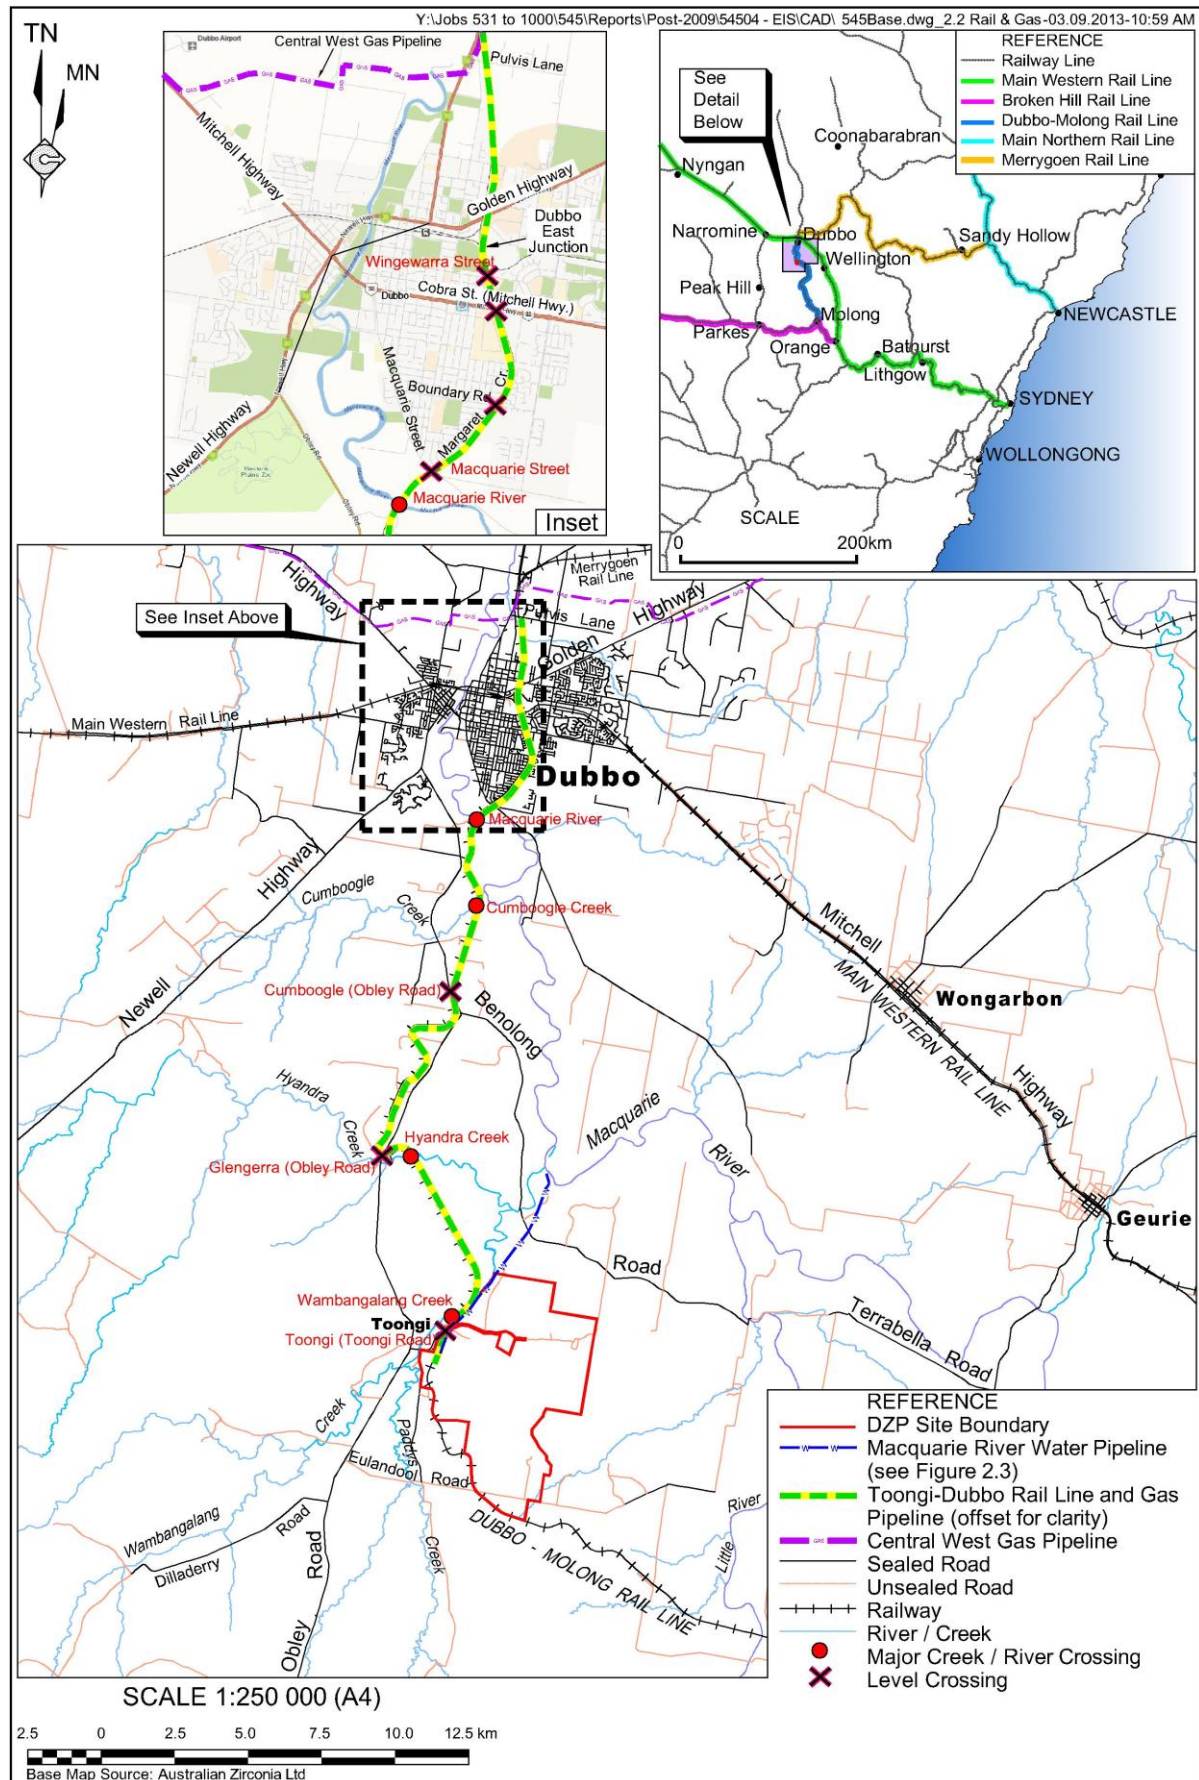 Y:\Jobs 531 to 1000\545\Reports\Post-2009\54504 - EIS\CAD\ 545Base.dwg_2.2 Rail & Gas-03.09.2013-10:59 AM
TN
MN
Dubbo Airport
Central West Gas Pipeline
Pulvis Lane
Mitchell Highway
Golden Highway
Newell Hwy
Dubbo East Junction
Wingewarra Street
Cobra St. (Mitchell Hwy.)
Dubbo
Macquarie Street
Boundary Rd
Margaret Cr.
Newell Highway
Obley Rd
Macquarie Street
Macquarie River
Inset
See
Detail
Below
REFERENCE
Railway Line
Main Western Rail Line
Broken Hill Rail Line
Dubbo-Molong Rail Line
Main Northern Rail Line
Merrygoen Rail Line
Coonabarabran
Nyngan
Narromine
Dubbo
Sandy Hollow
Wellington
Peak Hill
Molong
NEWCASTLE
Parkes
Orange
Bathurst
Lithgow
SYDNEY
WOLLONGONG
SCALE
0 200km
See Inset Above
Highway
Merrygoen
Rail Line
Pulvis Lane
Golden Highway
Main Western Rail Line
Dubbo
Macquarie River
Newell Highway
Cumboogle Creek
Cumboogle Creek
Cumboogle (Obley Road)
Benolong Road
Mitchell Highway
MAIN WESTERN RAIL LINE
Wongarbon
Hyandra Creek
Hyandra Creek
Glengerra (Obley Road)
Macquarie River
Geurie
Wambangalang Creek
Toongi
Toongi (Toongi Road)
Terrabella Road
Wambangalang Creek
Paddys Creek
Eulandool Road
Dilladerry Road
Obley Road
DUBBO - MOLONG RAIL LINE
Little River
REFERENCE
DZP Site Boundary
Macquarie River Water Pipeline
(see Figure 2.3)
Toongi-Dubbo Rail Line and Gas
Pipeline (offset for clarity)
Central West Gas Pipeline
Sealed Road
Unsealed Road
Railway
River / Creek
Major Creek / River Crossing
Level Crossing
SCALE 1:250 000 (A4)
2.5 0 2.5 5.0 7.5 10.0 12.5 km
Base Map Source: Australian Zirconia Ltd